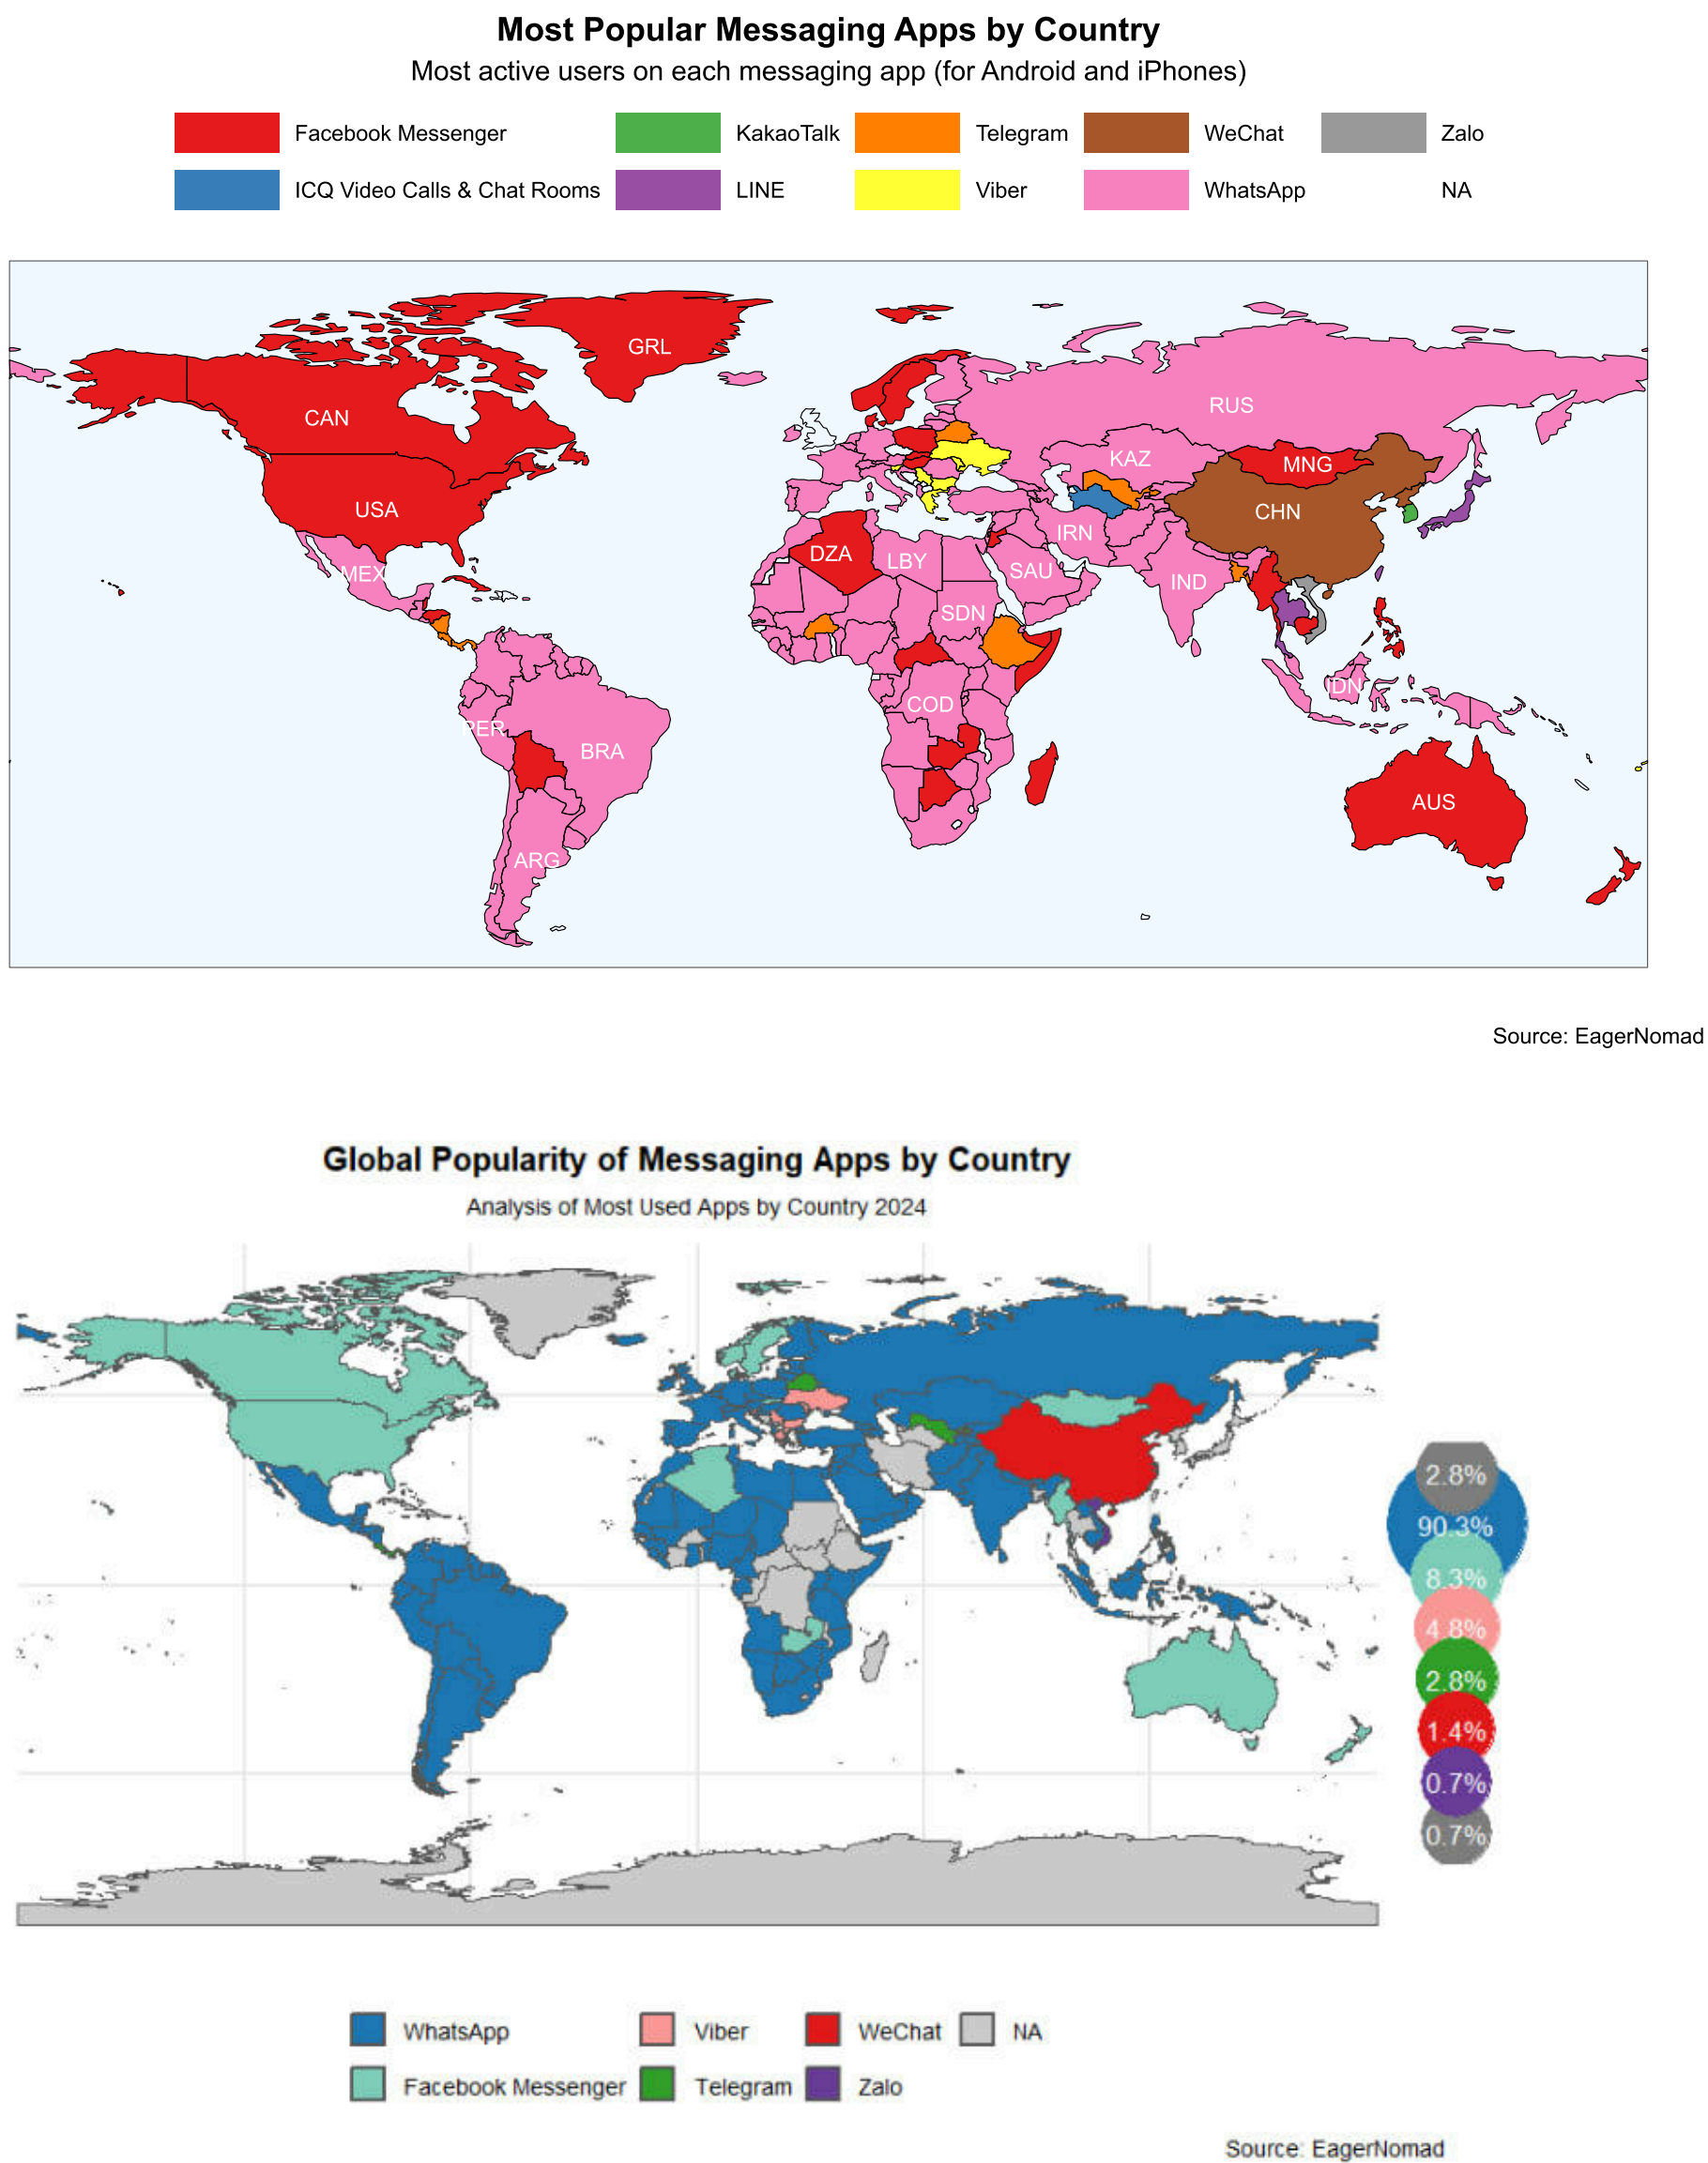 Most Popular Messaging Apps by Country
Most active users on each messaging app (for Android and iPhones)
Facebook Messenger KakaoTalk Telegram WeChat Zalo
ICQ Video Calls & Chat Rooms LINE Viber WhatsApp NA
GRL
CAN
RUS
KAZ
MNG
USA
CHN
IRN
DZA
LBY
SAU
MEX
IND
SDN
IDN
COD
PER
BRA
AUS
ARG
Source: EagerNomad
Global Popularity of Messaging Apps by Country
Analysis of Most Used Apps by Country 2024
2.8%
90.3%
8.3%
4.8%
2.8%
1.4%
0.7%
0.7%
WhatsApp Viber WeChat NA
Facebook Messenger Telegram Zalo
Source: EagerNomad